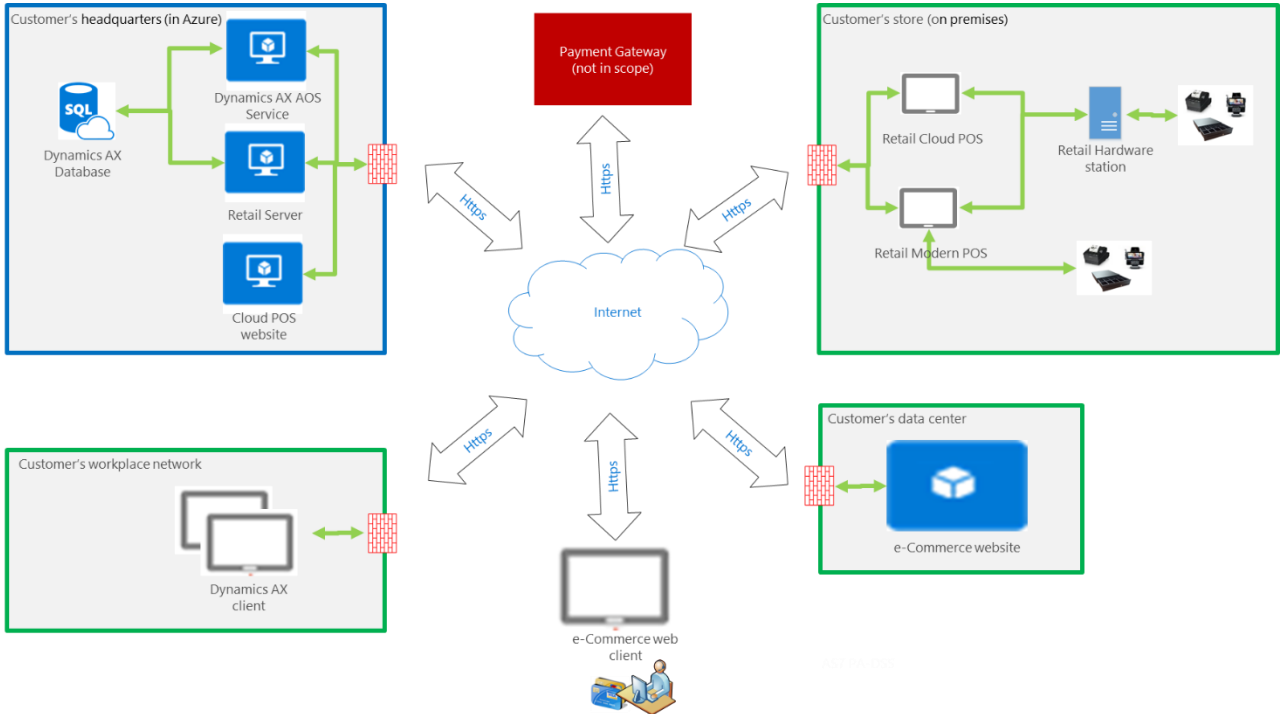 Customer's headquarters (in Azure)
SQL
Dynamics AX
Database
Dynamics AX AOS
Service
Retail Server
Cloud POS
website
Payment Gateway
(not in scope)
Customer's store (on premises)
Retail Cloud POS
Retail Hardware
station
Retail Modern POS
Https
Https
Https
Internet
Https
Https
Https
Customer's workplace network
Dynamics AX
client
e-Commerce web
client
Customer's data center
e-Commerce website